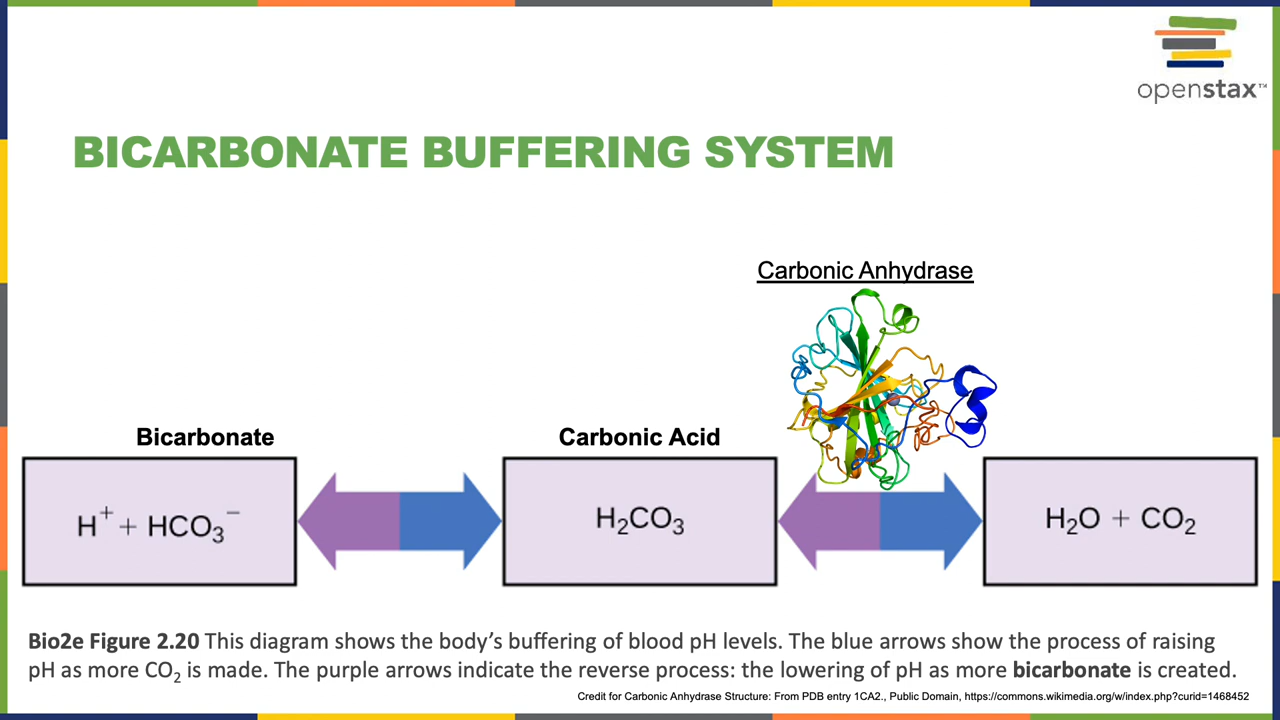 openstax™
BICARBONATE BUFFERING SYSTEM
Carbonic Anhydrase
Bicarbonate
Carbonic Acid
H⁺ + HCO₃⁻
H₂CO₃
H₂O + CO₂
Bio2e Figure 2.20 This diagram shows the body’s buffering of blood pH levels. The blue arrows show the process of raising
pH as more CO₂ is made. The purple arrows indicate the reverse process: the lowering of pH as more bicarbonate is created.
Credit for Carbonic Anhydrase Structure: From PDB entry 1CA2., Public Domain, https://commons.wikimedia.org/w/index.php?curid=1468452